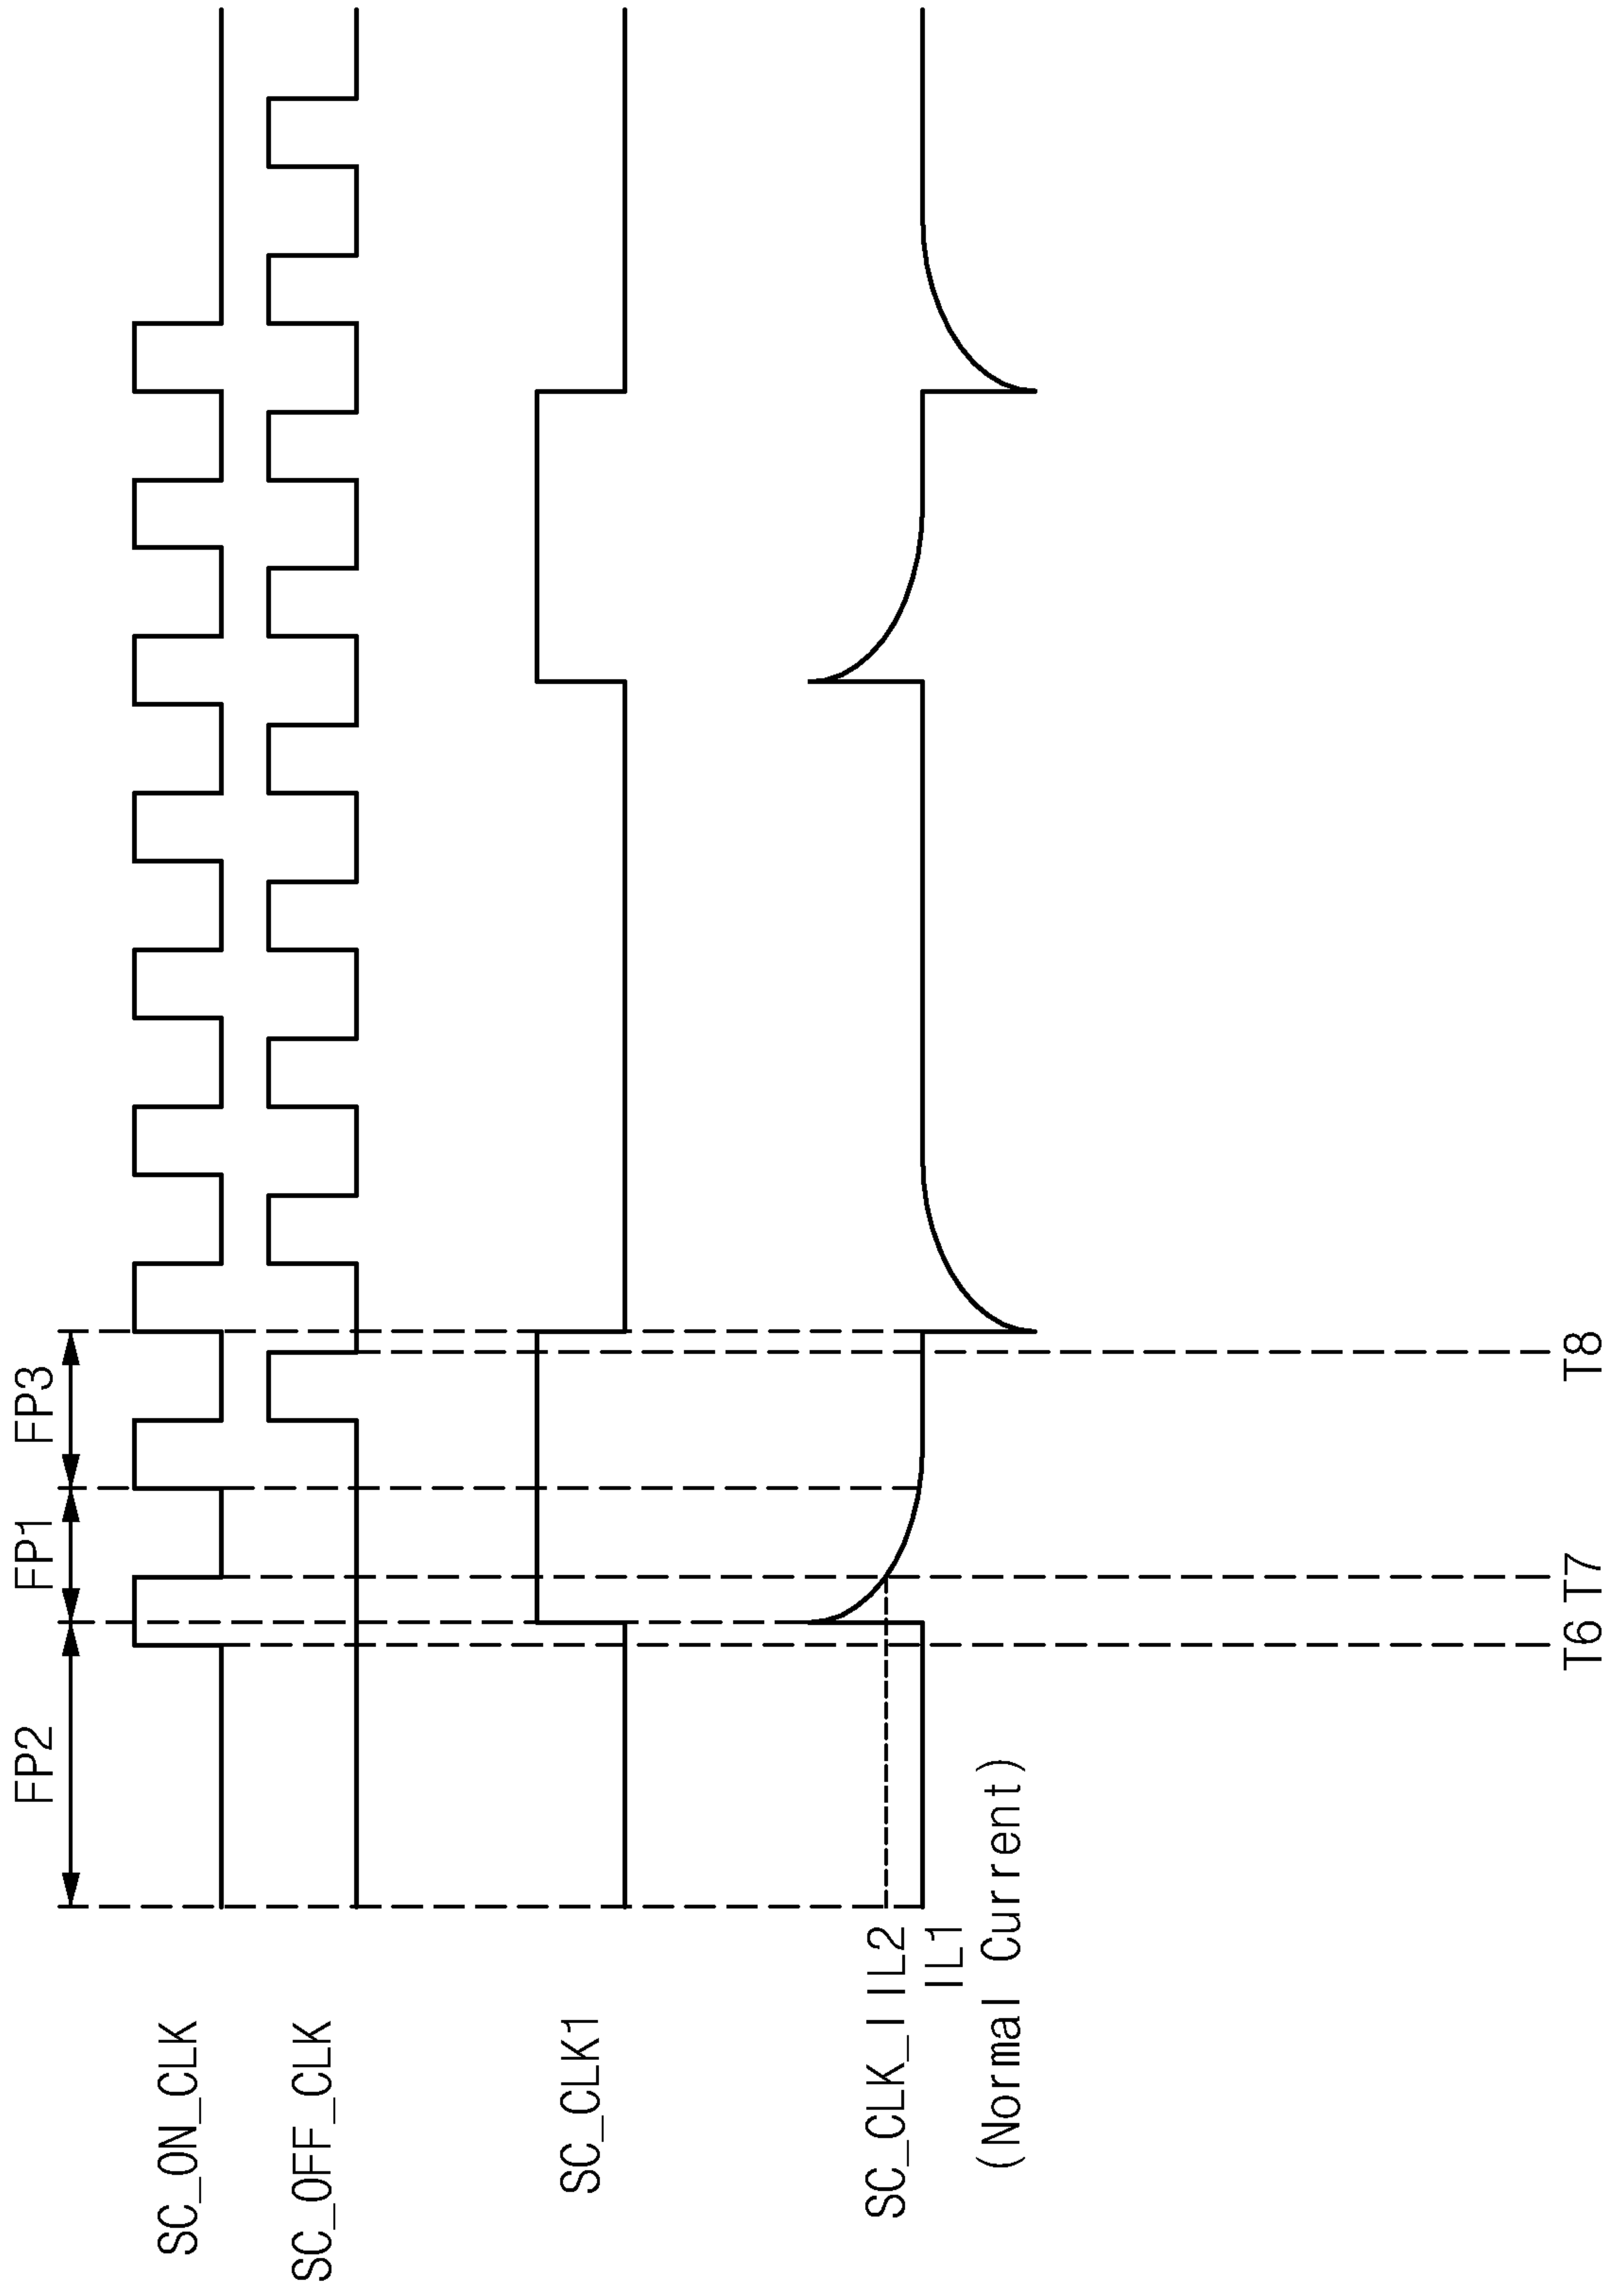 FP2
FP1
FP3
SC_ON_CLK
SC_OFF_CLK
SC_CLK1
SC_CLK_I IL2
IL1
(Normal Current)
T6 T7
T8